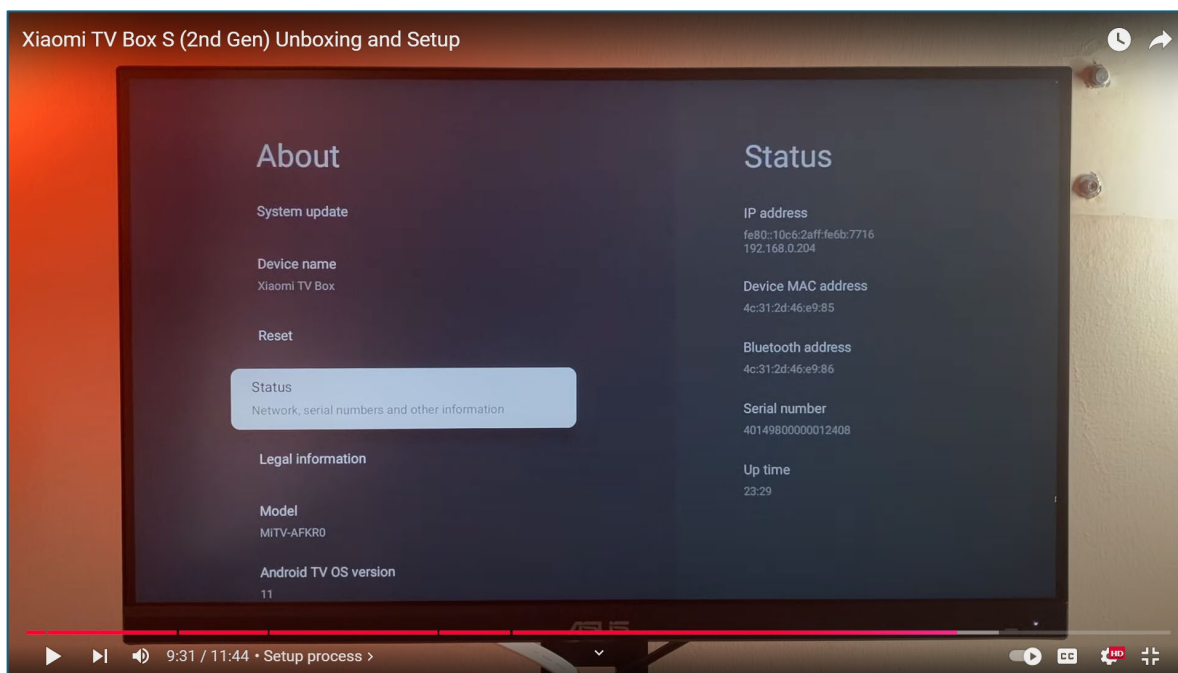 Xiaomi TV Box S (2nd Gen) Unboxing and Setup
About
System update
Device name
Xiaomi TV Box
Reset
Status
Network, serial numbers and other information
Legal information
Model
MiTV-AFKR0
Android TV OS version
11
Status
IP address
fe80::10c6:2aff:fe6b:7716
192.168.0.204
Device MAC address
4c:31:2d:46:e9:85
Bluetooth address
4c:31:2d:46:e9:86
Serial number
40149800000012408
Up time
23:29
ASUS
9:31 / 11:44 • Setup process >
CC
HD